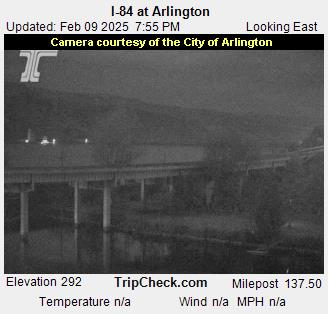 I-84 at Arlington
Updated: Feb 09 2025 7:55 PM Looking East
Camera courtesy of the City of Arlington
Elevation 292 TripCheck.com Milepost 137.50
Temperature n/a Wind n/a MPH n/a